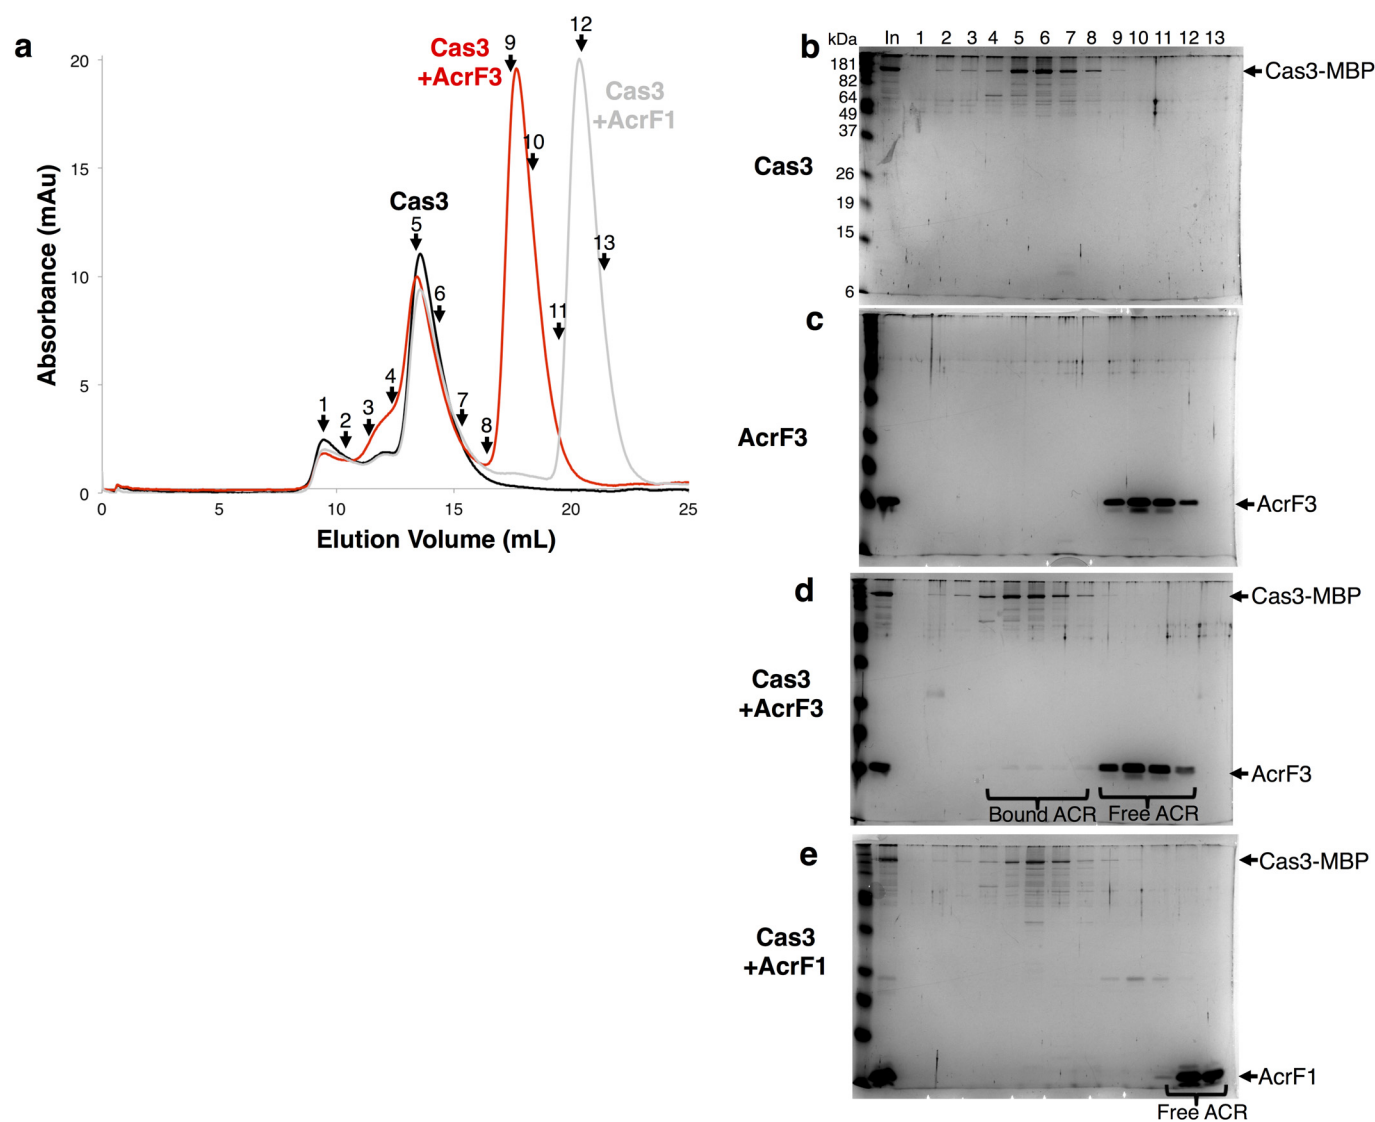 a
Absorbance (mAu)
20
15
10
5
0
0
5
10
15
20
25
Elution Volume (mL)
Cas3
+AcrF3
Cas3
+AcrF1
Cas3
1
2
3
4
5
6
7
8
9
10
11
12
13
b
kDa In 1 2 3 4 5 6 7 8 9 10 11 12 13
181
82
64
49
37
26
19
15
6
Cas3
Cas3-MBP
c
AcrF3
AcrF3
d
Cas3
+AcrF3
Cas3-MBP
AcrF3
Bound ACR Free ACR
e
Cas3
+AcrF1
Cas3-MBP
AcrF1
Free ACR